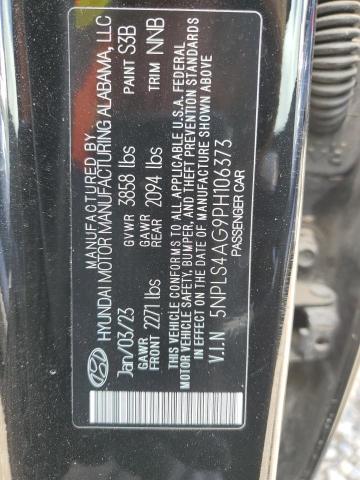 MANUFACTURED BY
HYUNDAI MOTOR MANUFACTURING ALABAMA, LLC
Jan/03/23 GVWR 3858 lbs PAINT S3B
GAWR FRONT 2271 lbs GAWR REAR 2094 lbs TRIM NNB
THIS VEHICLE CONFORMS TO ALL APPLICABLE U.S.A. FEDERAL
MOTOR VEHICLE SAFETY, BUMPER, AND THEFT PREVENTION STANDARDS
IN EFFECT ON THE DATE OF MANUFACTURE SHOWN ABOVE
V.I.N 5NPLS4AG9PH106373
PASSENGER CAR